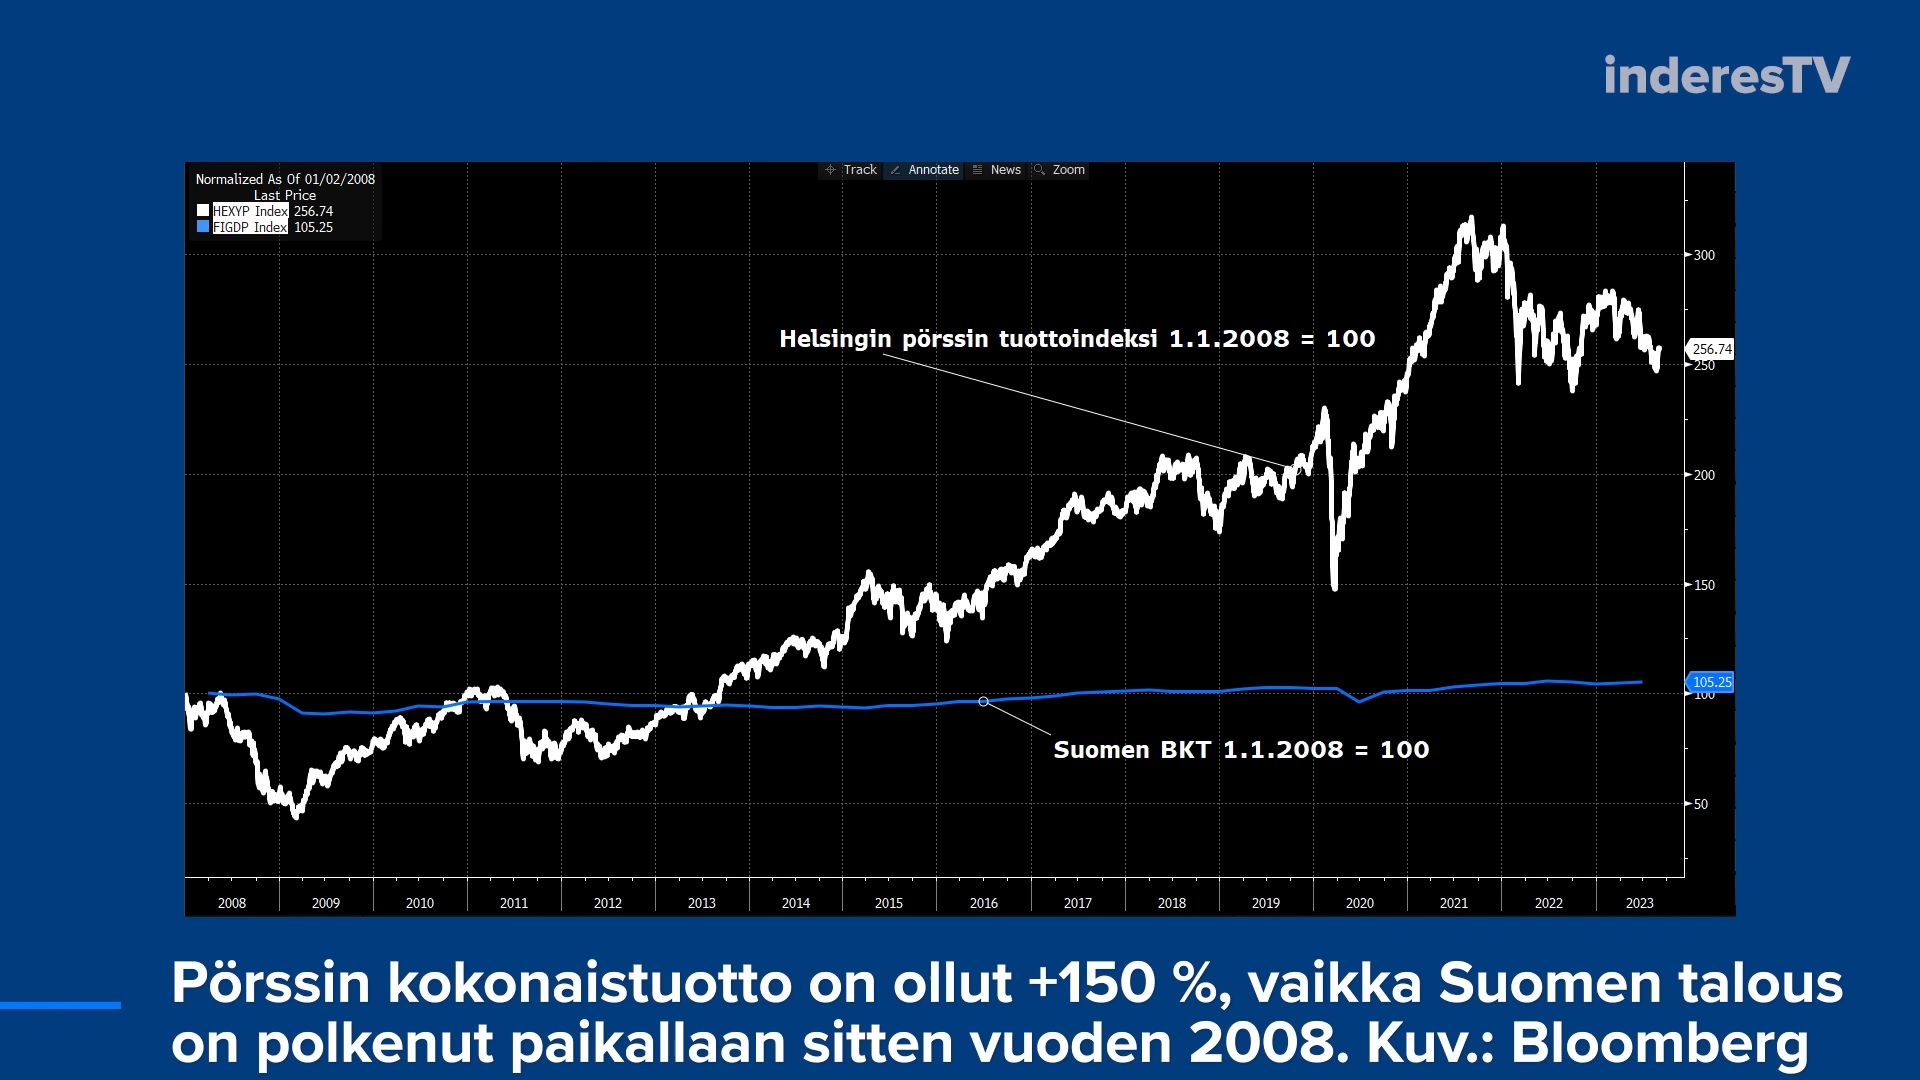 inderesTV
Track Annotate News Zoom
Normalized As Of 01/02/2008
Last Price
HEXYP Index 256.74
FIGDP Index 105.25
300
Helsingin pörssin tuottoindeksi 1.1.2008 = 100
256.74
250
200
150
105.25
100
Suomen BKT 1.1.2008 = 100
50
2008 2009 2010 2011 2012 2013 2014 2015 2016 2017 2018 2019 2020 2021 2022 2023
Pörssin kokonaistuotto on ollut +150 %, vaikka Suomen talous
on polkenut paikallaan sitten vuoden 2008. Kuv.: Bloomberg